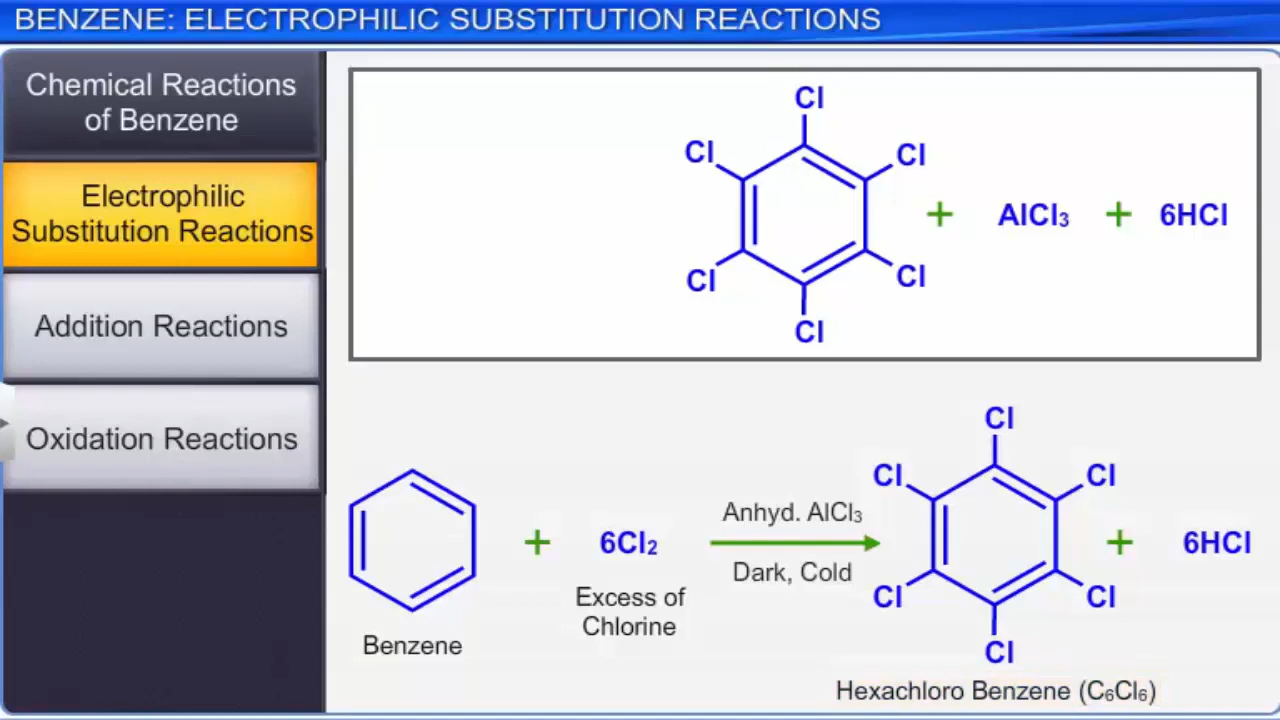 BENZENE: ELECTROPHILIC SUBSTITUTION REACTIONS
Chemical Reactions
of Benzene
Electrophilic
Substitution Reactions
Addition Reactions
Oxidation Reactions
Cl
Cl Cl
+ AlCl₃ + 6HCl
Cl Cl
Cl
Cl
Cl Cl
Anhyd. AlCl₃
+ 6Cl₂ + 6HCl
Dark, Cold
Excess of
Chlorine
Cl Cl
Benzene
Cl
Hexachloro Benzene (C₆Cl₆)